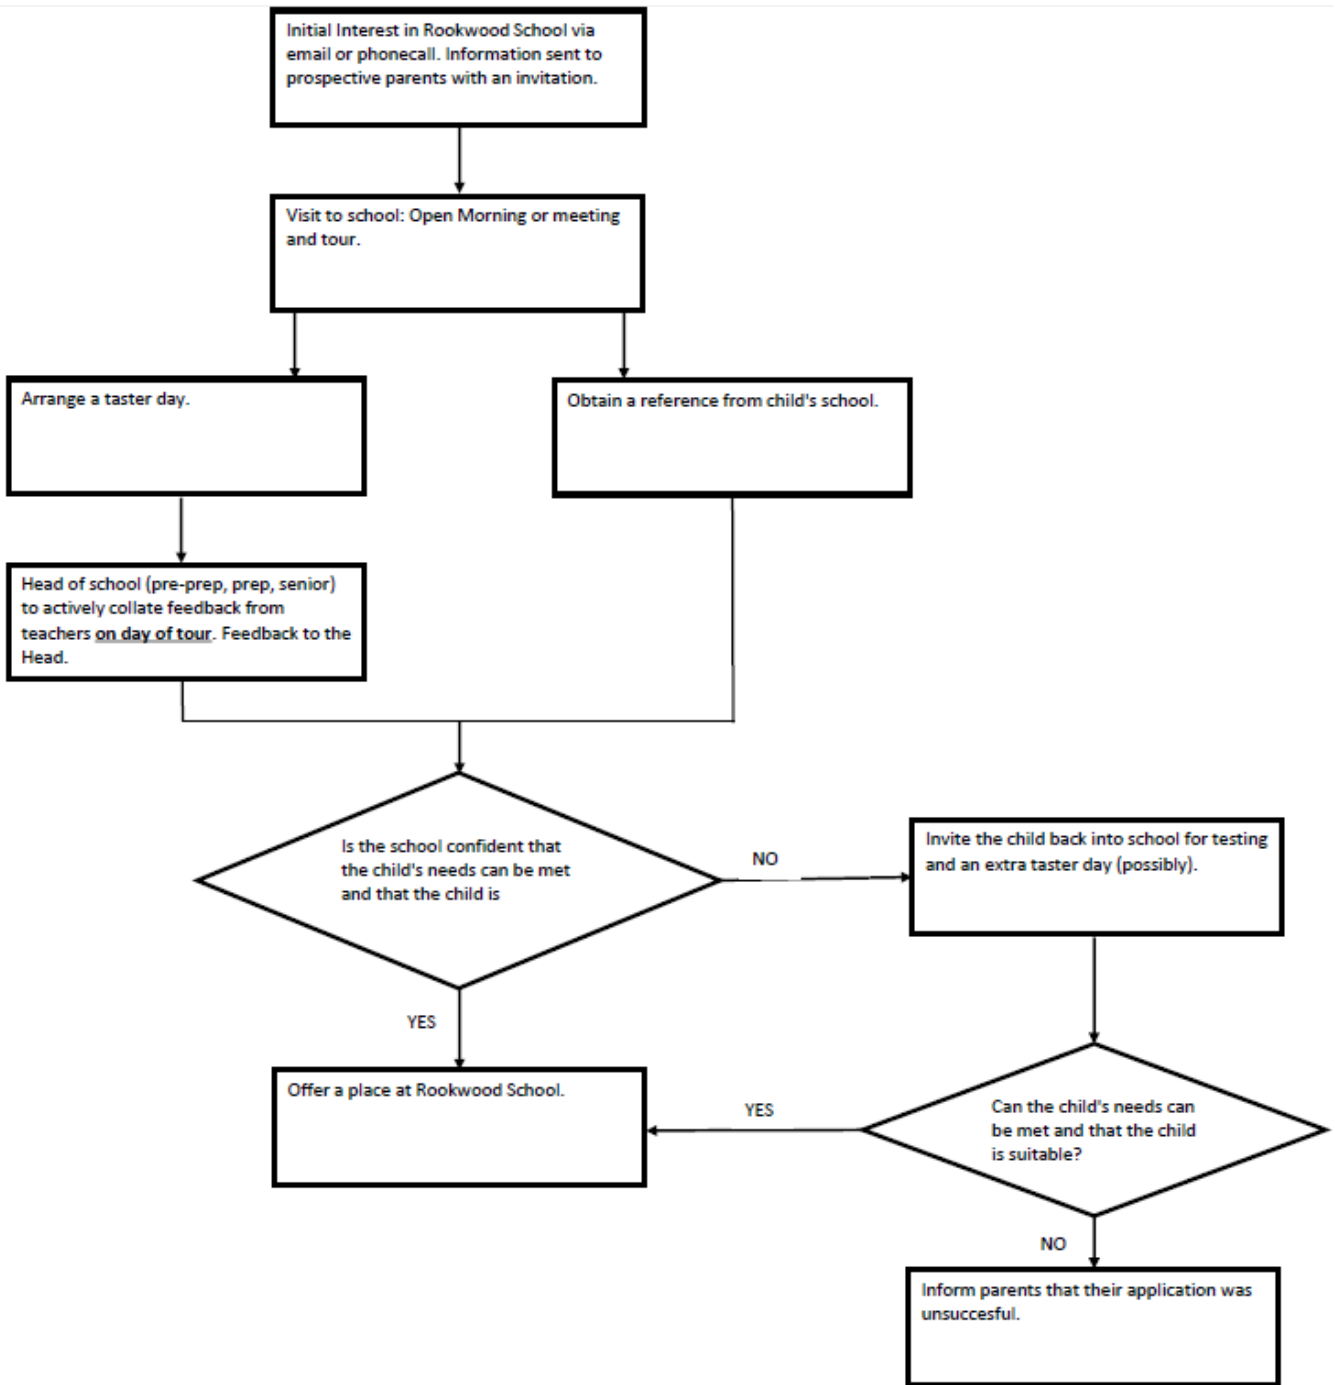 Initial Interest in Rookwood School via
email or phonecall. Information sent to
prospective parents with an invitation.
Visit to school: Open Morning or meeting
and tour.
Arrange a taster day.
Obtain a reference from child's school.
Head of school (pre-prep, prep, senior)
to actively collate feedback from
teachers on day of tour. Feedback to the
Head.
Is the school confident that
the child's needs can be met
and that the child is
NO
Invite the child back into school for testing
and an extra taster day (possibly).
YES
Offer a place at Rookwood School.
YES
Can the child's needs can
be met and that the child
is suitable?
NO
Inform parents that their application was
unsuccesful.